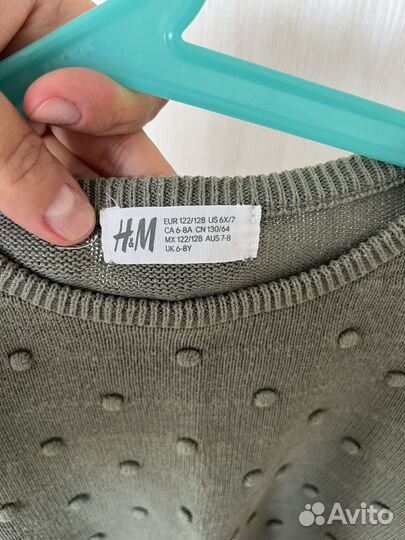 H&M
EUR 122/128 US 6X/7
CA 6-8A CN 130/64
MX 122/128 AUS 7-8
UK 6-8Y
Avito